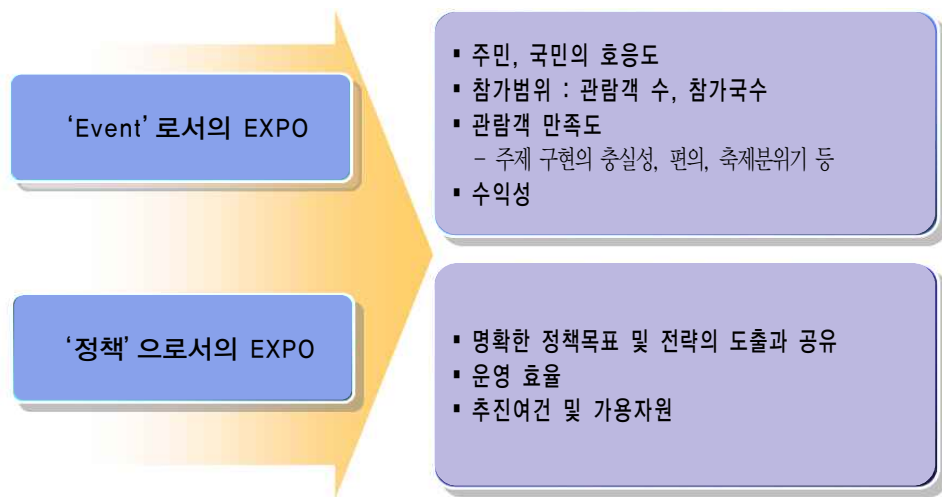 ‘Event’로서의 EXPO
▪ 주민, 국민의 호응도
▪ 참가범위 : 관람객 수, 참가국수
▪ 관람객 만족도
– 주제 구현의 충실성, 편의, 축제분위기 등
▪ 수익성
‘정책’으로서의 EXPO
▪ 명확한 정책목표 및 전략의 도출과 공유
▪ 운영 효율
▪ 추진여건 및 가용자원